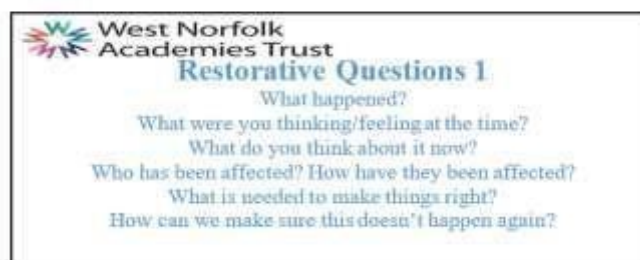 West Norfolk
Academies Trust
Restorative Questions 1
What happened?
What were you thinking/feeling at the time?
What do you think about it now?
Who has been affected? How have they been affected?
What is needed to make things right?
How can we make sure this doesn't happen again?